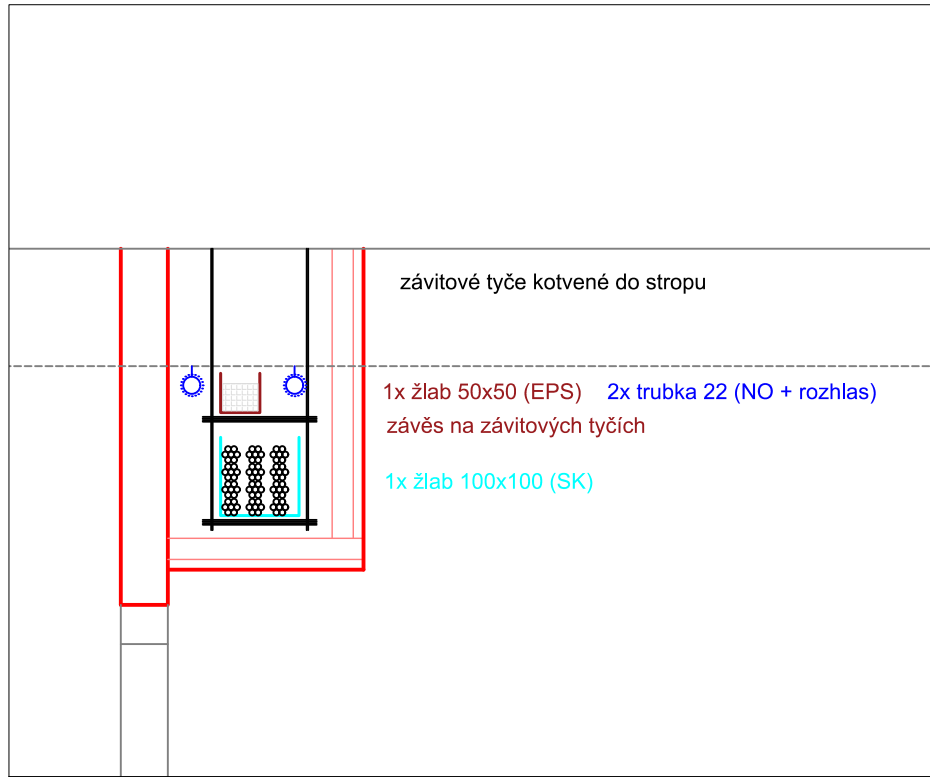 závitové tyče kotvené do stropu
1x žlab 50x50 (EPS) 2x trubka 22 (NO + rozhlas)
závěs na závitových tyčích
1x žlab 100x100 (SK)